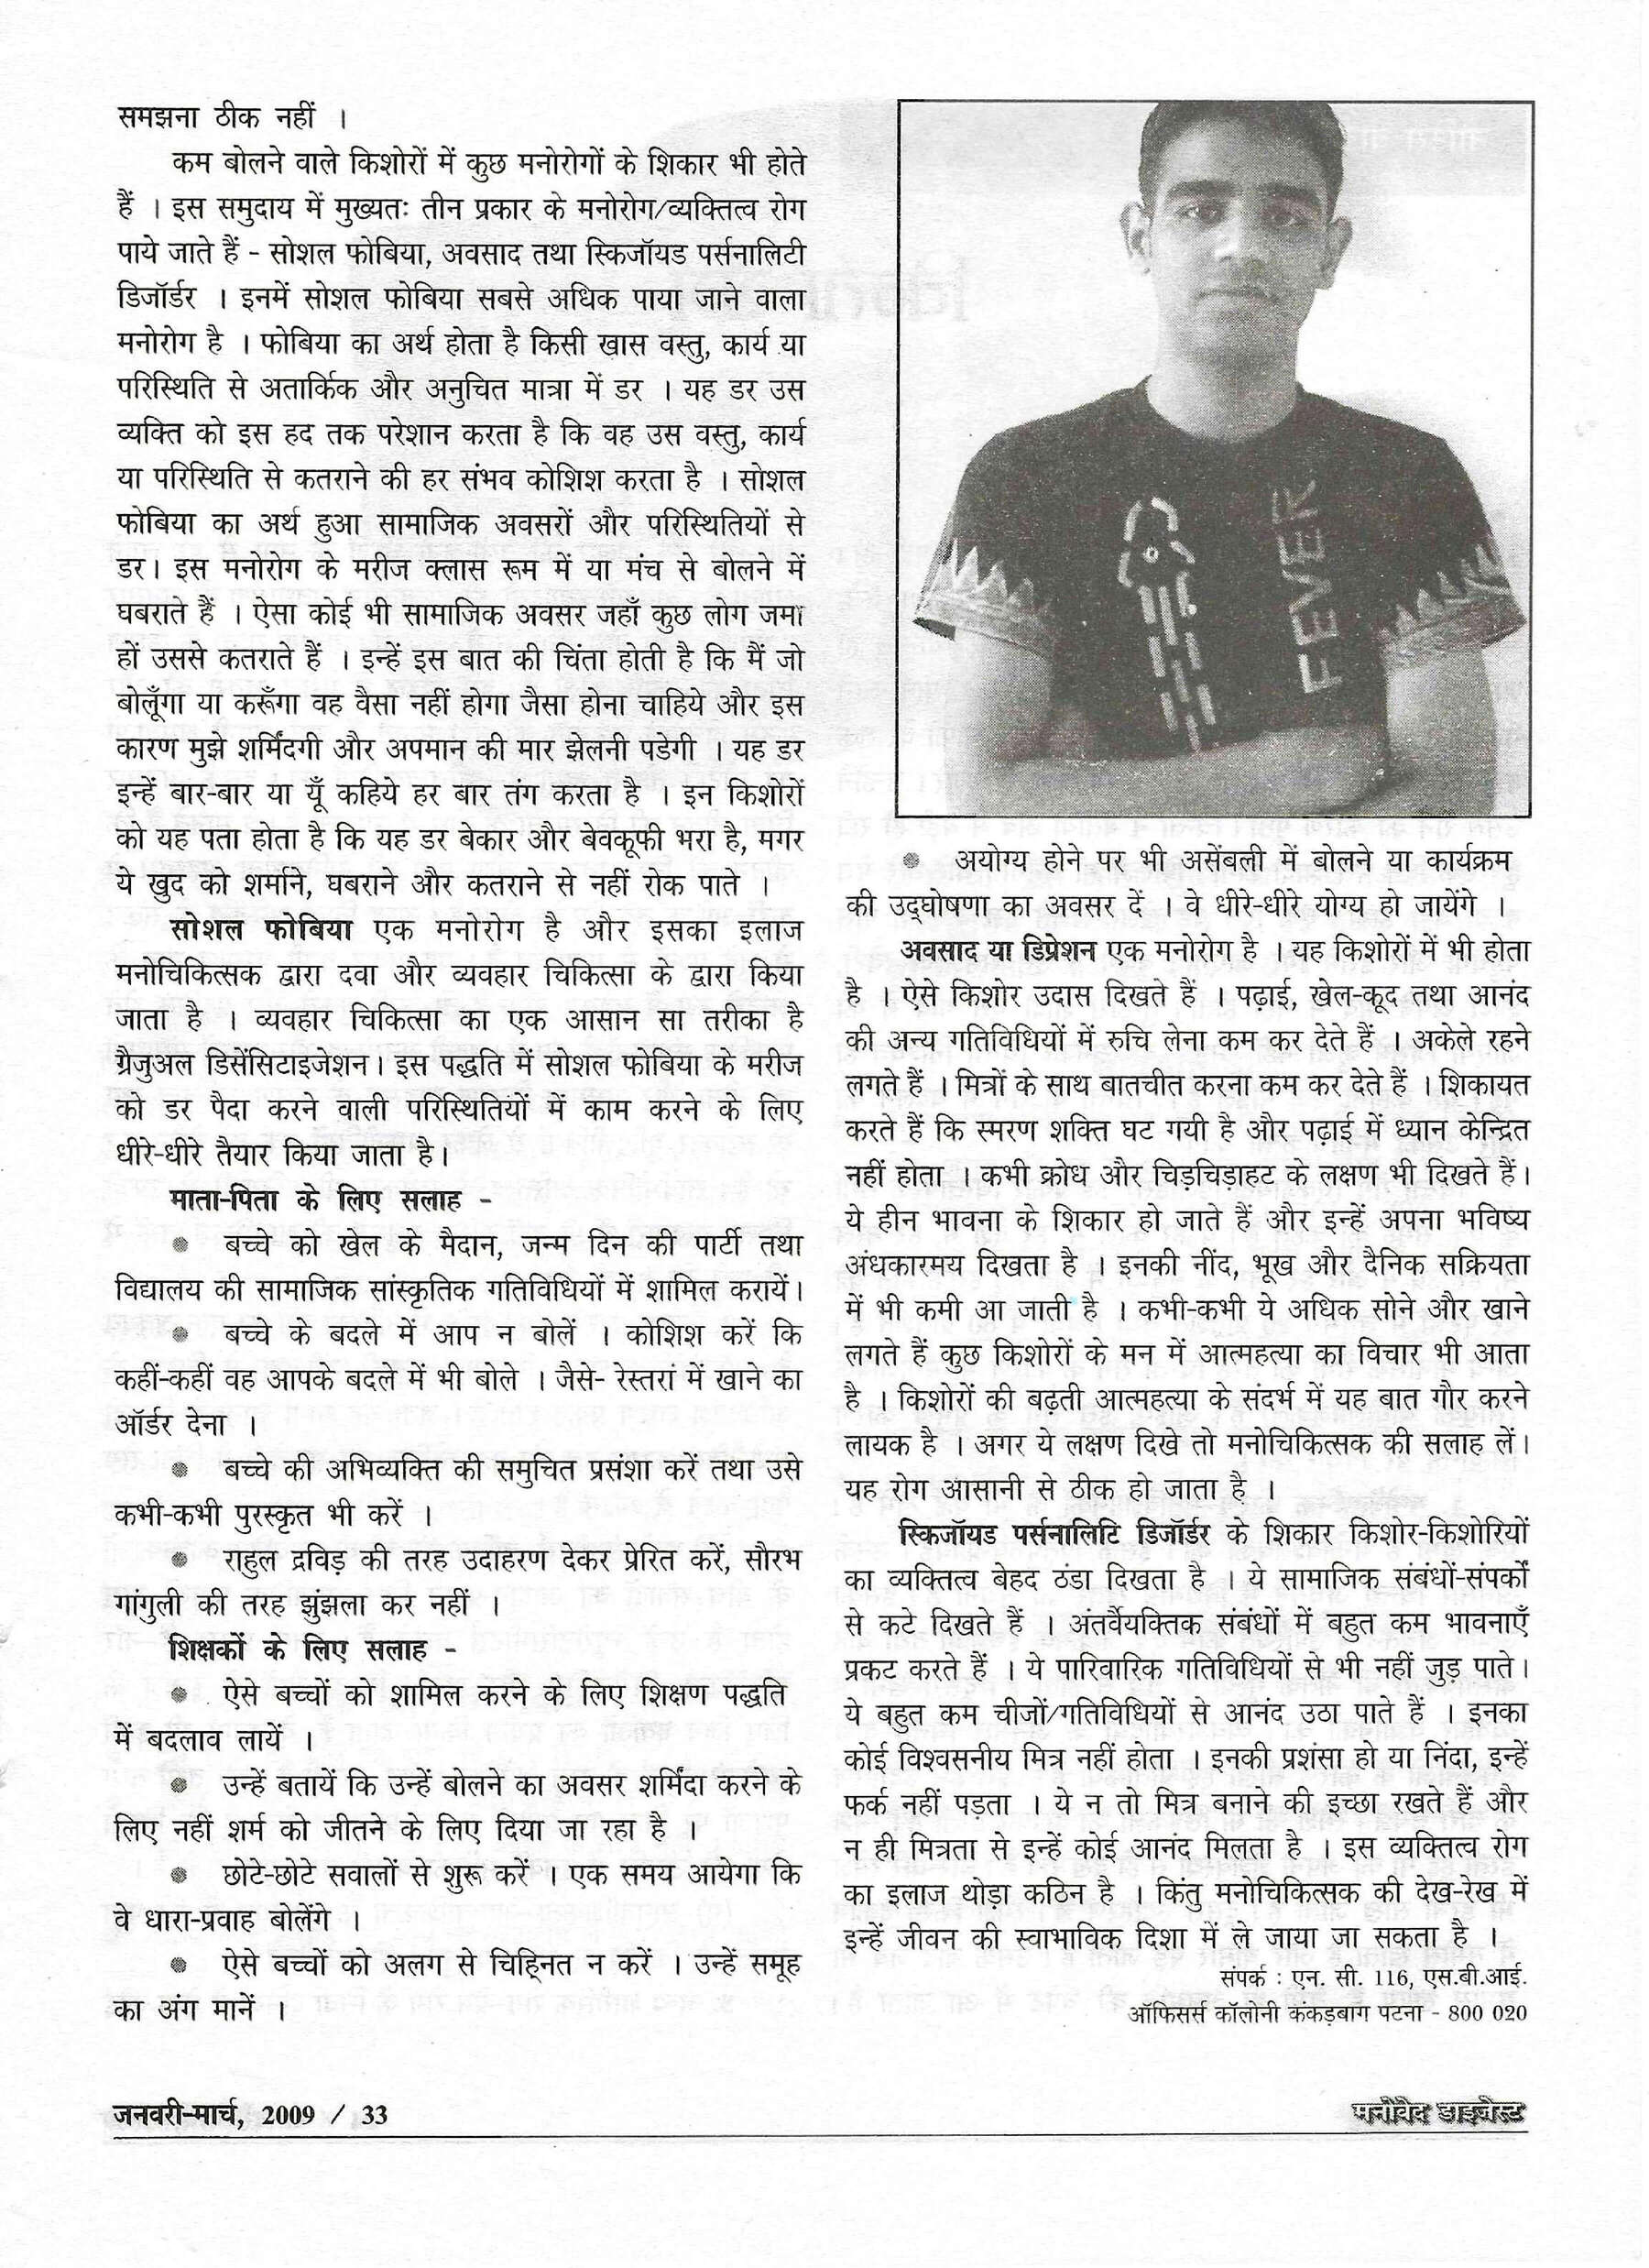 समझना ठीक नहीं ।
कम बोलने वाले किशोरों में कुछ मनोरोगों के शिकार भी होते
हैं । इस समुदाय में मुख्यतः तीन प्रकार के मनोरोग/व्यक्तित्व रोग
पाये जाते हैं - सोशल फोबिया, अवसाद तथा स्किजॉयड पर्सनालिटी
डिजॉर्डर । इनमें सोशल फोबिया सबसे अधिक पाया जाने वाला
मनोरोग है । फोबिया का अर्थ होता है किसी खास वस्तु, कार्य या
परिस्थिति से अतार्किक और अनुचित मात्रा में डर । यह डर उस
व्यक्ति को इस हद तक परेशान करता है कि वह उस वस्तु, कार्य
या परिस्थिति से कतराने की हर संभव कोशिश करता है । सोशल
फोबिया का अर्थ हुआ सामाजिक अवसरों और परिस्थितियों से
डर। इस मनोरोग के मरीज क्लास रूम में या मंच से बोलने में
घबराते हैं । ऐसा कोई भी सामाजिक अवसर जहाँ कुछ लोग जमा
हों उससे कतराते हैं । इन्हें इस बात की चिंता होती है कि मैं जो
बोलूँगा या करूँगा वह वैसा नहीं होगा जैसा होना चाहिये और इस
कारण मुझे शर्मिंदगी और अपमान की मार झेलनी पडेगी । यह डर
इन्हें बार-बार या यूँ कहिये हर बार तंग करता है । इन किशोरों
को यह पता होता है कि यह डर बेकार और बेवकूफी भरा है, मगर
ये खुद को शर्माने, घबराने और कतराने से नहीं रोक पाते ।
सोशल फोबिया एक मनोरोग है और इसका इलाज
मनोचिकित्सक द्वारा दवा और व्यवहार चिकित्सा के द्वारा किया
जाता है । व्यवहार चिकित्सा का एक आसान सा तरीका है
ग्रैजुअल डिसेंसिटाइजेशन। इस पद्धति में सोशल फोबिया के मरीज
को डर पैदा करने वाली परिस्थितियों में काम करने के लिए
धीरे-धीरे तैयार किया जाता है।
माता-पिता के लिए सलाह -
● बच्चे को खेल के मैदान, जन्म दिन की पार्टी तथा
विद्यालय की सामाजिक सांस्कृतिक गतिविधियों में शामिल करायें।
● बच्चे के बदले में आप न बोलें । कोशिश करें कि
कहीं-कहीं वह आपके बदले में भी बोले । जैसे- रेस्तरां में खाने का
ऑर्डर देना ।
● बच्चे की अभिव्यक्ति की समुचित प्रसंशा करें तथा उसे
कभी-कभी पुरस्कृत भी करें ।
● राहुल द्रविड़ की तरह उदाहरण देकर प्रेरित करें, सौरभ
गांगुली की तरह झुंझला कर नहीं ।
शिक्षकों के लिए सलाह -
● ऐसे बच्चों को शामिल करने के लिए शिक्षण पद्धति
में बदलाव लायें ।
● उन्हें बतायें कि उन्हें बोलने का अवसर शर्मिंदा करने के
लिए नहीं शर्म को जीतने के लिए दिया जा रहा है ।
● छोटे-छोटे सवालों से शुरू करें । एक समय आयेगा कि
वे धारा-प्रवाह बोलेंगे ।
● ऐसे बच्चों को अलग से चिह्नित न करें । उन्हें समूह
का अंग मानें ।
FEVER
● अयोग्य होने पर भी असेंबली में बोलने या कार्यक्रम
की उद्घोषणा का अवसर दें । वे धीरे-धीरे योग्य हो जायेंगे ।
अवसाद या डिप्रेशन एक मनोरोग है । यह किशोरों में भी होता
है । ऐसे किशोर उदास दिखते हैं । पढ़ाई, खेल-कूद तथा आनंद
की अन्य गतिविधियों में रुचि लेना कम कर देते हैं । अकेले रहने
लगते हैं । मित्रों के साथ बातचीत करना कम कर देते हैं । शिकायत
करते हैं कि स्मरण शक्ति घट गयी है और पढ़ाई में ध्यान केन्द्रित
नहीं होता । कभी क्रोध और चिड़चिड़ाहट के लक्षण भी दिखते हैं।
ये हीन भावना के शिकार हो जाते हैं और इन्हें अपना भविष्य
अंधकारमय दिखता है । इनकी नींद, भूख और दैनिक सक्रियता
में भी कमी आ जाती है । कभी-कभी ये अधिक सोने और खाने
लगते हैं कुछ किशोरों के मन में आत्महत्या का विचार भी आता
है । किशोरों की बढ़ती आत्महत्या के संदर्भ में यह बात गौर करने
लायक है । अगर ये लक्षण दिखे तो मनोचिकित्सक की सलाह लें।
यह रोग आसानी से ठीक हो जाता है ।
स्किजॉयड पर्सनालिटि डिजॉर्डर के शिकार किशोर-किशोरियों
का व्यक्तित्व बेहद ठंडा दिखता है । ये सामाजिक संबंधों-संपर्कों
से कटे दिखते हैं । अंतर्वैयक्तिक संबंधों में बहुत कम भावनाएँ
प्रकट करते हैं । ये पारिवारिक गतिविधियों से भी नहीं जुड़ पाते।
ये बहुत कम चीजों/गतिविधियों से आनंद उठा पाते हैं । इनका
कोई विश्वसनीय मित्र नहीं होता । इनकी प्रशंसा हो या निंदा, इन्हें
फर्क नहीं पड़ता । ये न तो मित्र बनाने की इच्छा रखते हैं और
न ही मित्रता से इन्हें कोई आनंद मिलता है । इस व्यक्तित्व रोग
का इलाज थोड़ा कठिन है । किंतु मनोचिकित्सक की देख-रेख में
इन्हें जीवन की स्वाभाविक दिशा में ले जाया जा सकता है ।
संपर्क : एन. सी. 116, एस.बी.आई.
ऑफिसर्स कॉलोनी कंकड़बाग पटना - 800 020
जनवरी-मार्च, 2009 / 33
मनोवेद डाइजेस्ट